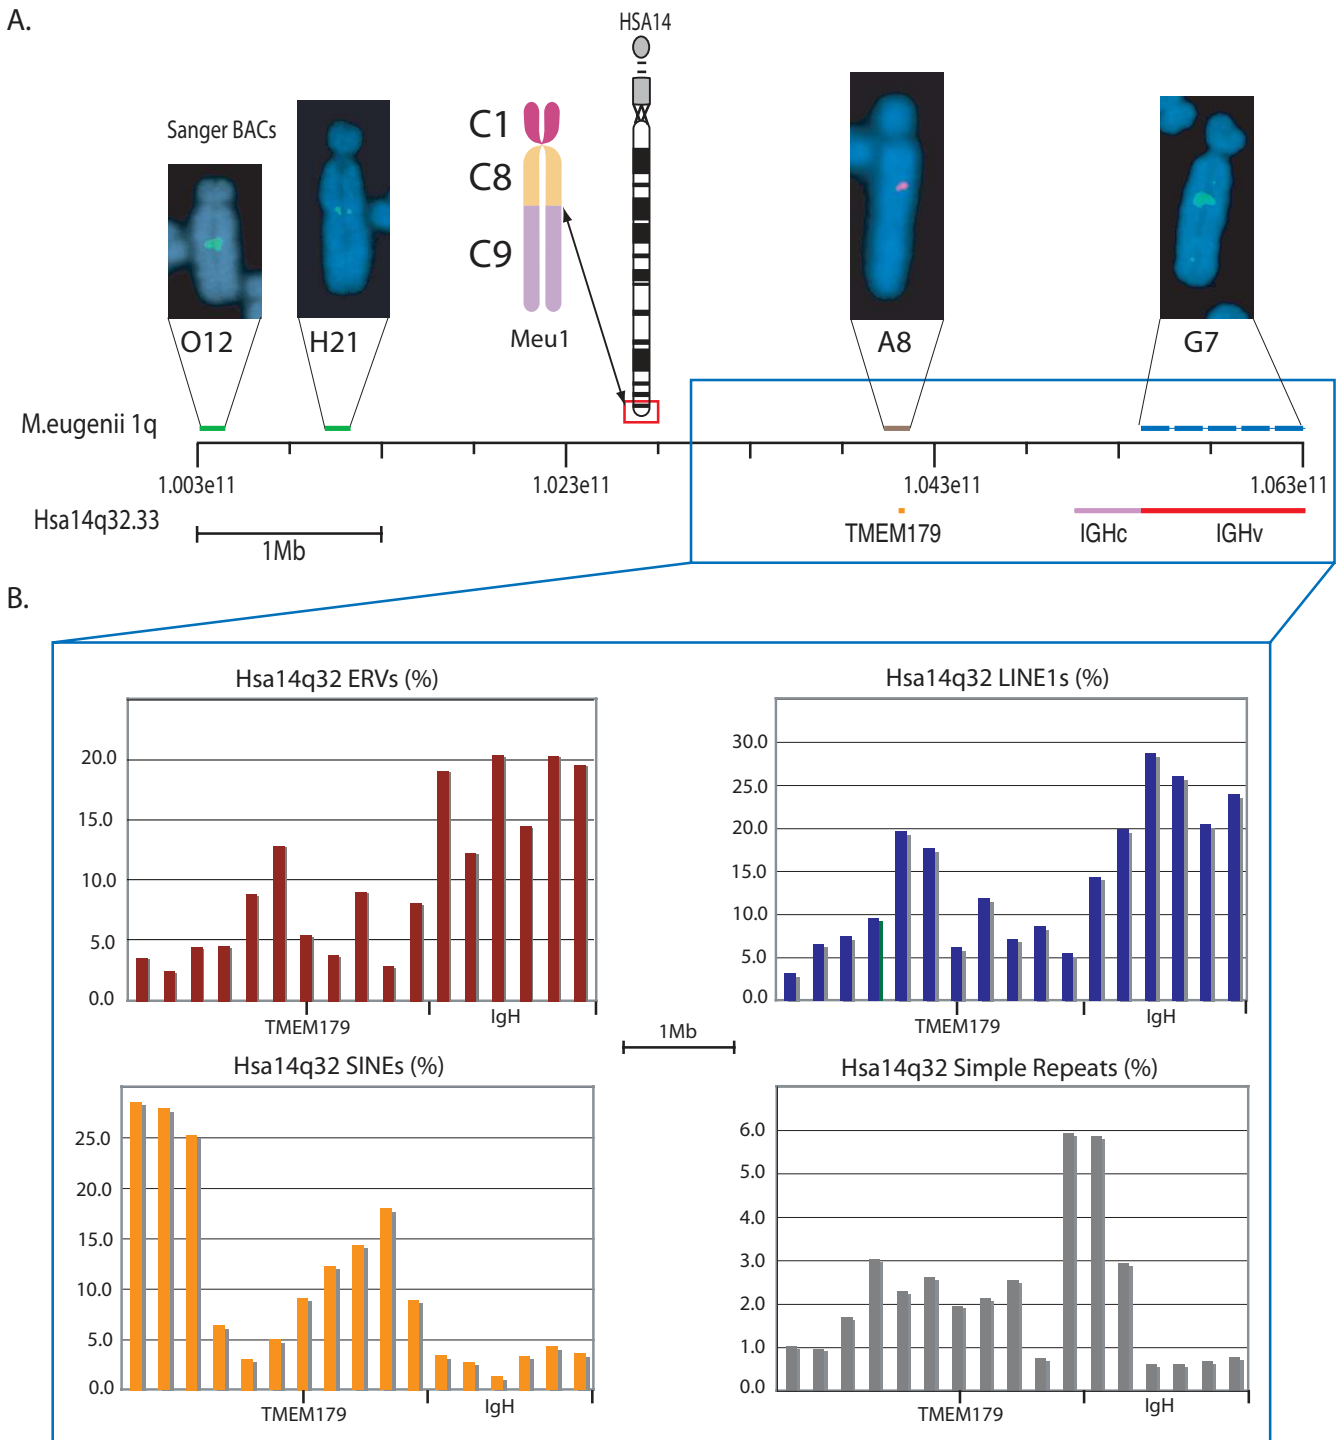 A.
HSA14
Sanger BACs
C1
C8
C9
Meu1
O12
H21
A8
G7
M.eugenii 1q
1.003e11 1.023e11 1.043e11 1.063e11
Hsa14q32.33
1Mb
TMEM179 IGHc IGHv
B.
Hsa14q32 ERVs (%)
20.0
15.0
10.0
5.0
0.0
TMEM179 IgH
Hsa14q32 LINE1s (%)
30.0
25.0
20.0
15.0
10.0
5.0
0.0
TMEM179 IgH
1Mb
Hsa14q32 SINEs (%)
25.0
20.0
15.0
10.0
5.0
0.0
TMEM179 IgH
Hsa14q32 Simple Repeats (%)
6.0
5.0
4.0
3.0
2.0
1.0
0.0
TMEM179 IgH